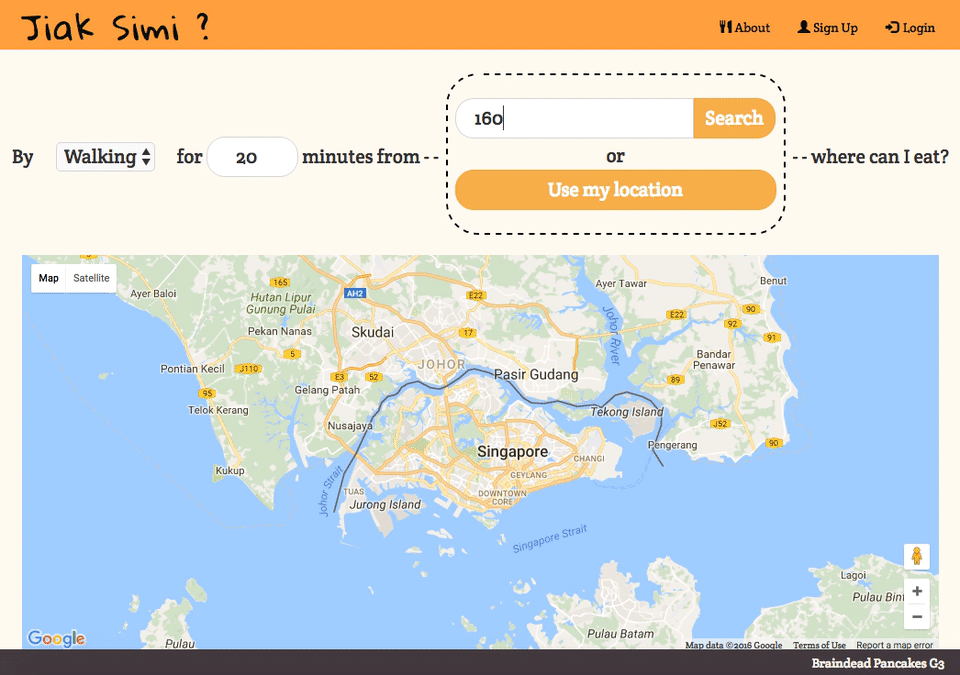 Jiak Simi ?
About
Sign Up
Login
160
Search
By
Walking
for
20
minutes from --
or
-- where can I eat?
Use my location
Map
Satellite
Ayer Baloi
165
AH2
E22
Ayer Tawar
Benut
Hutan Lipur
Gunung Pulai
Pekan Nanas
Skudai
17
Johor River
E22
90
92
91
5
JOHOR
Pasir Gudang
Bandar
Penawar
Pontian Kecil
J110
E3
52
89
Gelang Patah
95
Telok Kerang
Nusajaya
Tekong Island
J52
Pengerang
90
Kukup
Singapore
CHANGI
GEYLANG
Johor Strait
TUAS
Jurong Island
DOWNTOWN
CORE
Singapore Strait
Lagoi
Pulau Bint
Pulau Batam
Pulau
Google
Map data ©2016 Google
Terms of Use
Report a map error
Braindead Pancakes G3